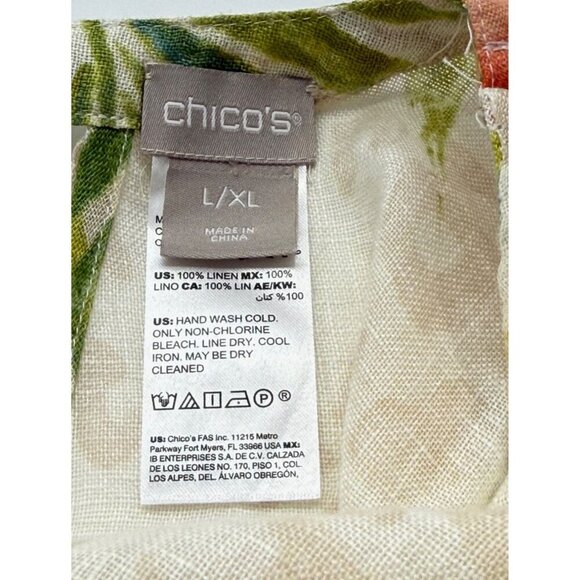 chico's®
L/XL
MADE IN
CHINA
US: 100% LINEN MX: 100%
LINO CA: 100% LIN AE/KW:
100% كتان
US: HAND WASH COLD.
ONLY NON-CHLORINE
BLEACH. LINE DRY. COOL
IRON. MAY BE DRY
CLEANED
P ®
US: Chico's FAS Inc. 11215 Metro
Parkway Fort Myers, FL 33966 USA MX:
IB ENTERPRISES S.A. DE C.V. CALZADA
DE LOS LEONES NO. 170, PISO 1, COL.
LOS ALPES, DEL. ÁLVARO OBREGÓN,